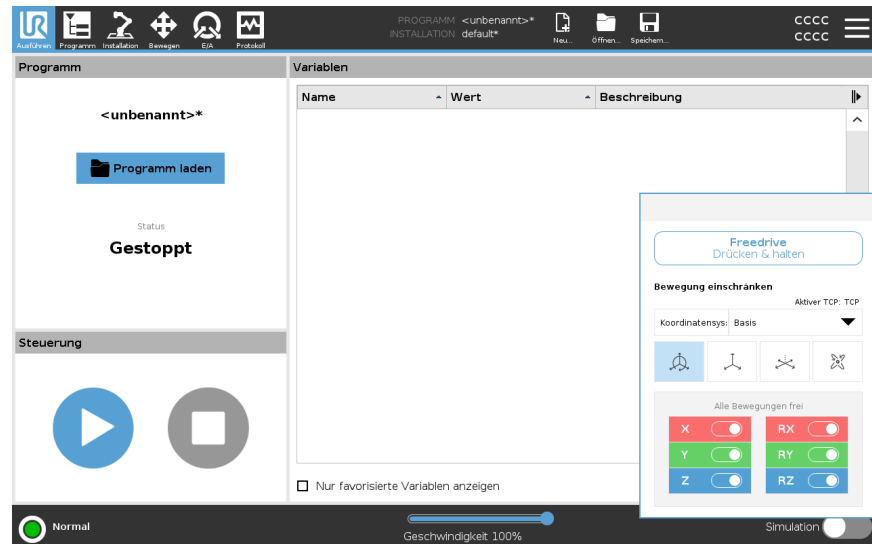 UR
PROGRAMM <unbenannt>*
INSTALLATION default*
CCCC
CCCC
Ausführen Programm Installation Bewegen E/A Protokoll
Neu... Öffnen... Speichern...
Programm
Variablen
Name Wert Beschreibung
<unbenannt>*
Programm laden
Status
Gestoppt
Steuerung
Nur favorisierte Variablen anzeigen
Freedrive
Drücken & halten
Bewegung einschränken
Aktiver TCP: TCP
Koordinatensys: Basis
Alle Bewegungen frei
X RX
Y RY
Z RZ
Normal
Geschwindigkeit 100%
Simulation